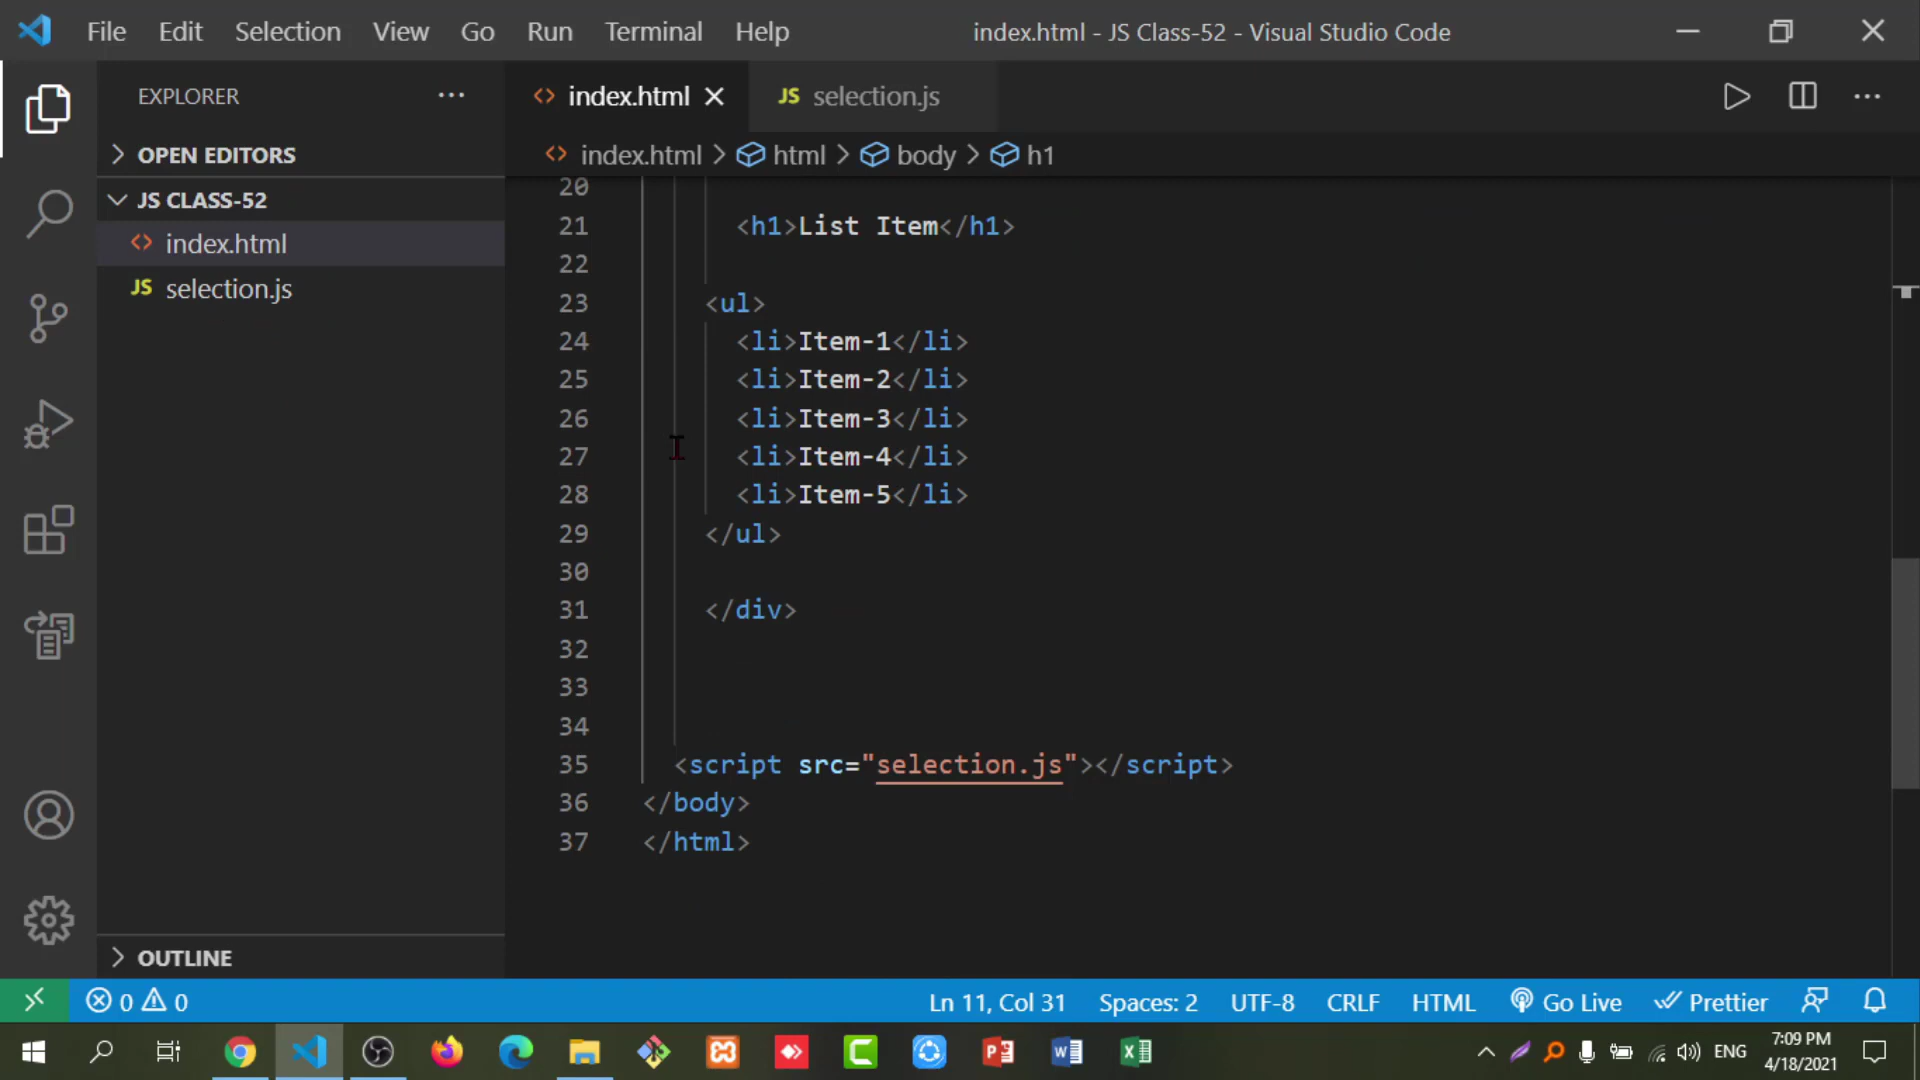 File Edit Selection View Go Run Terminal Help index.html - JS Class-52 - Visual Studio Code
EXPLORER
OPEN EDITORS
JS CLASS-52
index.html
JS selection.js
OUTLINE
index.html JS selection.js
index.html > html > body > h1
20
21 <h1>List Item</h1>
22
23 <ul>
24 <li>Item-1</li>
25 <li>Item-2</li>
26 <li>Item-3</li>
27 <li>Item-4</li>
28 <li>Item-5</li>
29 </ul>
30
31 </div>
32
33
34
35 <script src="selection.js"></script>
36 </body>
37 </html>
0 0 Ln 11, Col 31 Spaces: 2 UTF-8 CRLF HTML Go Live Prettier
ENG 7:09 PM
4/18/2021